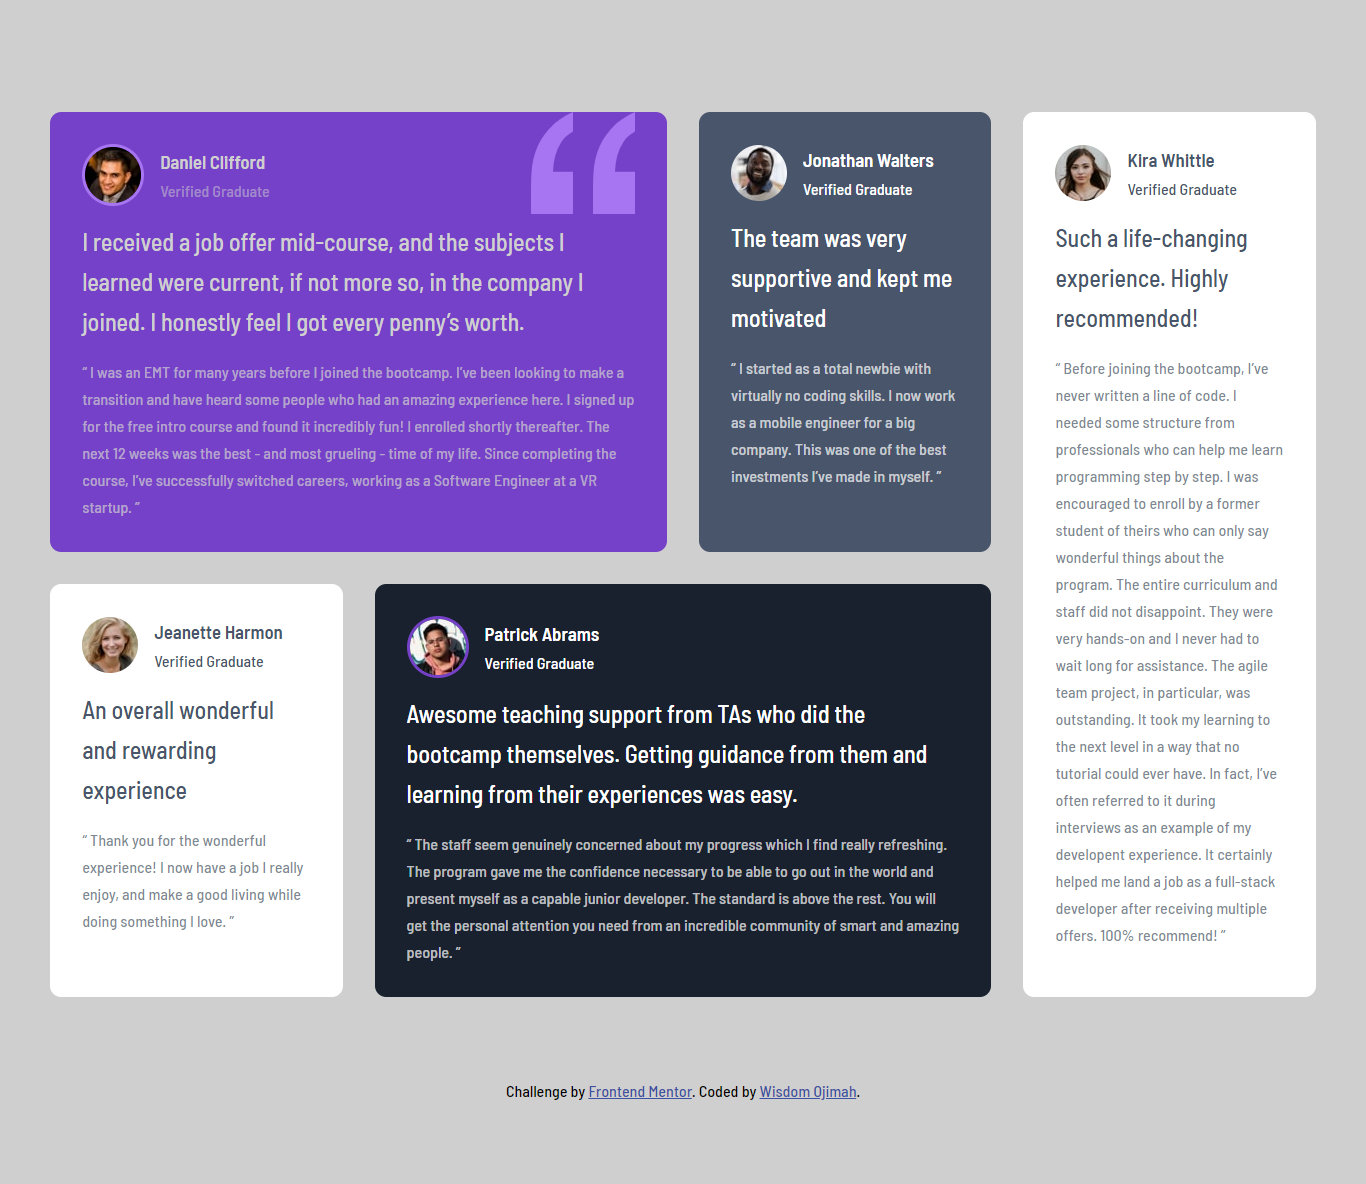 Daniel Clifford
Verified Graduate
I received a job offer mid-course, and the subjects I
learned were current, if not more so, in the company I
joined. I honestly feel I got every penny’s worth.
“ I was an EMT for many years before I joined the bootcamp. I’ve been looking to make a
transition and have heard some people who had an amazing experience here. I signed up
for the free intro course and found it incredibly fun! I enrolled shortly thereafter. The
next 12 weeks was the best - and most grueling - time of my life. Since completing the
course, I’ve successfully switched careers, working as a Software Engineer at a VR
startup. ”
Jonathan Walters
Verified Graduate
The team was very
supportive and kept me
motivated
“ I started as a total newbie with
virtually no coding skills. I now work
as a mobile engineer for a big
company. This was one of the best
investments I’ve made in myself. ”
Kira Whittle
Verified Graduate
Such a life-changing
experience. Highly
recommended!
“ Before joining the bootcamp, I’ve
never written a line of code. I
needed some structure from
professionals who can help me learn
programming step by step. I was
encouraged to enroll by a former
student of theirs who can only say
wonderful things about the
program. The entire curriculum and
staff did not disappoint. They were
very hands-on and I never had to
wait long for assistance. The agile
team project, in particular, was
outstanding. It took my learning to
the next level in a way that no
tutorial could ever have. In fact, I’ve
often referred to it during
interviews as an example of my
developent experience. It certainly
helped me land a job as a full-stack
developer after receiving multiple
offers. 100% recommend! ”
Jeanette Harmon
Verified Graduate
An overall wonderful
and rewarding
experience
“ Thank you for the wonderful
experience! I now have a job I really
enjoy, and make a good living while
doing something I love. ”
Patrick Abrams
Verified Graduate
Awesome teaching support from TAs who did the
bootcamp themselves. Getting guidance from them and
learning from their experiences was easy.
“ The staff seem genuinely concerned about my progress which I find really refreshing.
The program gave me the confidence necessary to be able to go out in the world and
present myself as a capable junior developer. The standard is above the rest. You will
get the personal attention you need from an incredible community of smart and amazing
people. ”
Challenge by Frontend Mentor. Coded by Wisdom Ojimah.